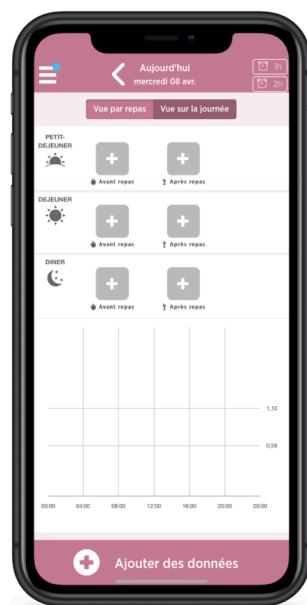 Aujourd'hui
mercredi 08 avr.
1h
2h
Vue par repas Vue sur la journée
PETIT-
DEJEUNER
Avant repas Après repas
DEJEUNER
Avant repas Après repas
DINER
Avant repas Après repas
1,10
0,59
00:00 04:00 08:00 12:00 16:00 20:00 00:00
Ajouter des données